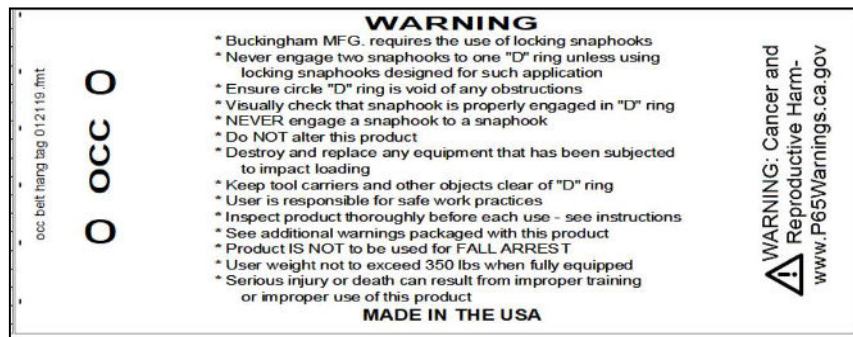 occ belt hang tag 012119.fmt
O OCC O
WARNING
* Buckingham MFG. requires the use of locking snaphooks
* Never engage two snaphooks to one "D" ring unless using
locking snaphooks designed for such application
* Ensure circle "D" ring is void of any obstructions
* Visually check that snaphook is properly engaged in "D" ring
* NEVER engage a snaphook to a snaphook
* Do NOT alter this product
* Destroy and replace any equipment that has been subjected
to impact loading
* Keep tool carriers and other objects clear of "D" ring
* User is responsible for safe work practices
* Inspect product thoroughly before each use - see instructions
* See additional warnings packaged with this product
* Product IS NOT to be used for FALL ARREST
* User weight not to exceed 350 lbs when fully equipped
* Serious injury or death can result from improper training
or improper use of this product
MADE IN THE USA
WARNING: Cancer and
Reproductive Harm-
www.P65Warnings.ca.gov